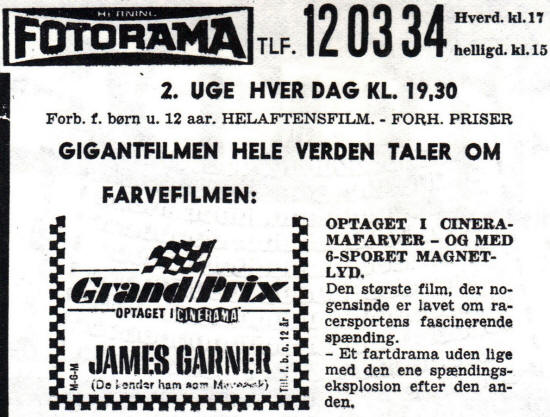 HERNING
FOTORAMA
TLF. 12 03 34
Hverd. kl.17
helligd. kl.15
2. UGE HVER DAG KL. 19,30
Forb. f. børn u. 12 aar. HELAFTENSFILM. - FORH. PRISER
GIGANTFILMEN HELE VERDEN TALER OM
FARVEFILMEN:
Grand Prix
OPTAGET I CINERAMA
M-G-M
JAMES GARNER
(De kender ham som Maverick)
Till. f. b. o. 12 år
OPTAGET I CINERA-
MAFARVER – OG MED
6-SPORET MAGNET-
LYD.
Den største film, der no-
gensinde er lavet om ra-
cersportens fascinerende
spænding.
– Et fartdrama uden lige
med den ene spændings-
eksplosion efter den an-
den.